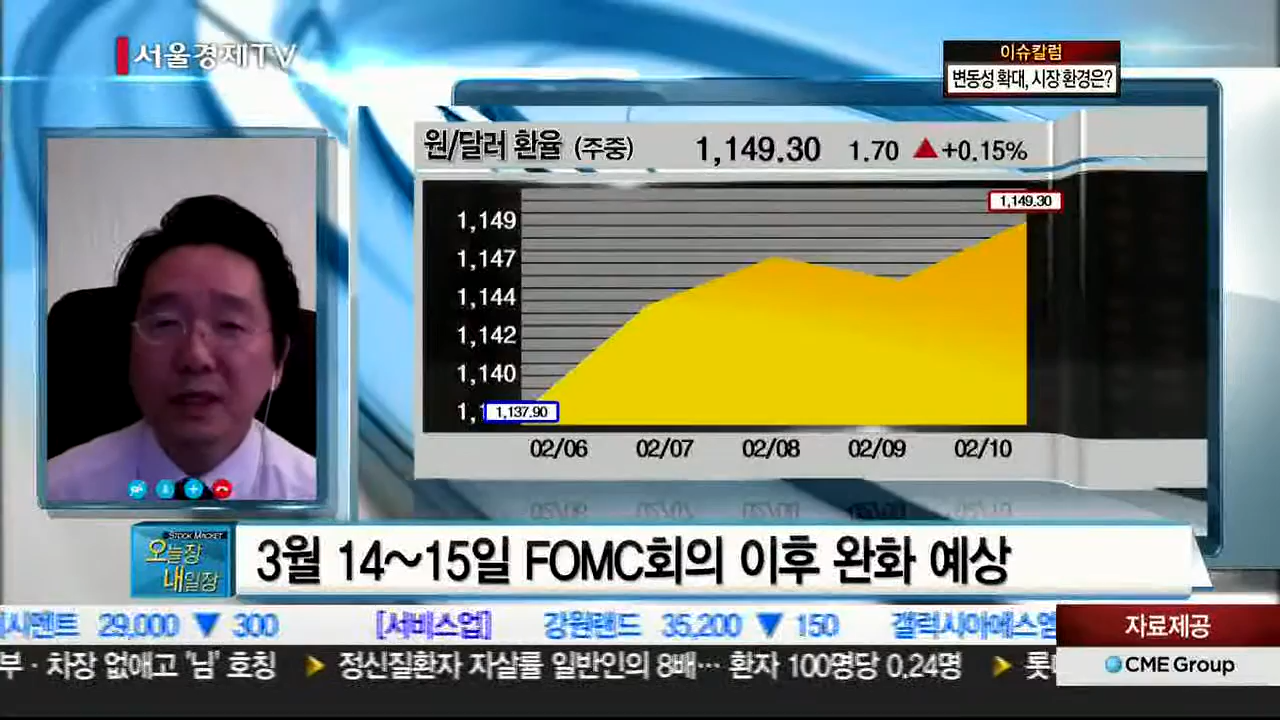 서울경제TV
이슈칼럼
변동성 확대, 시장 환경은?
원/달러 환율 (주중) 1,149.30 1.70 ▲+0.15%
1,149.30
1,149
1,147
1,144
1,142
1,140
1,137.90
02/06 02/07 02/08 02/09 02/10
STOCK MARKET
오늘장
내일장
3월 14~15일 FOMC회의 이후 완화 예상
시멘트 29,000 ▼ 300 [서비스업] 강원랜드 35,200 ▼ 150 갤럭시아에스엠
자료제공
부·차장 없애고 '님' 호칭 ▶ 정신질환자 자살률 일반인의 8배… 환자 100명당 0.24명 ▶
CME Group